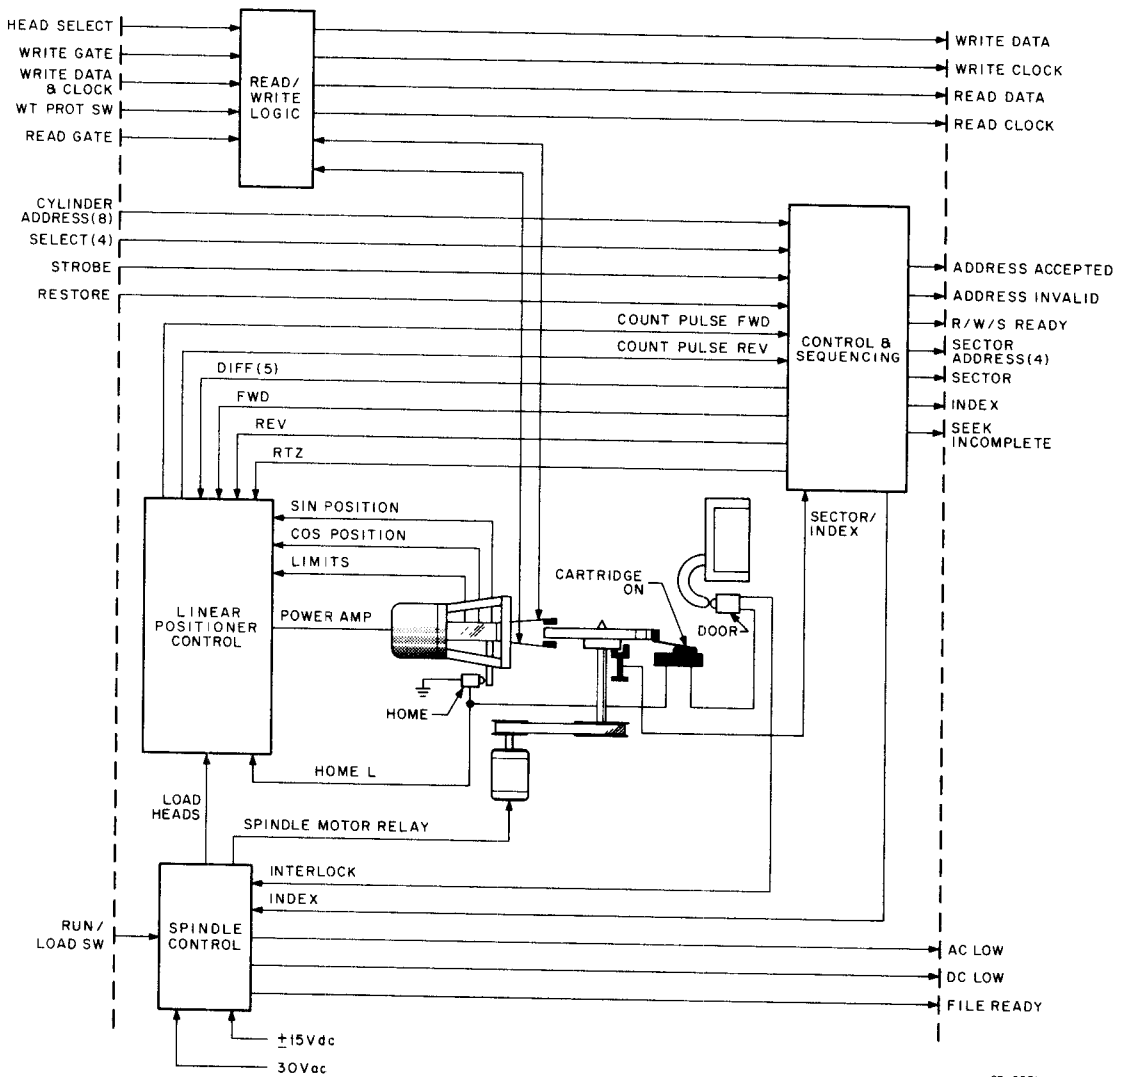 HEAD SELECT
WRITE GATE
WRITE DATA
& CLOCK
WT PROT SW
READ GATE
READ/
WRITE
LOGIC
WRITE DATA
WRITE CLOCK
READ DATA
READ CLOCK
CYLINDER
ADDRESS(8)
SELECT(4)
STROBE
RESTORE
COUNT PULSE FWD
COUNT PULSE REV
DIFF(5)
FWD
REV
RTZ
CONTROL &
SEQUENCING
ADDRESS ACCEPTED
ADDRESS INVALID
R/W/S READY
SECTOR
ADDRESS(4)
SECTOR
INDEX
SEEK
INCOMPLETE
SIN POSITION
COS POSITION
LIMITS
POWER AMP
LINEAR
POSITIONER
CONTROL
SECTOR/
INDEX
CARTRIDGE
ON
DOOR
HOME
HOME L
LOAD
HEADS
SPINDLE MOTOR RELAY
INTERLOCK
INDEX
RUN/
LOAD SW
SPINDLE
CONTROL
AC LOW
DC LOW
FILE READY
±15Vdc
30Vac